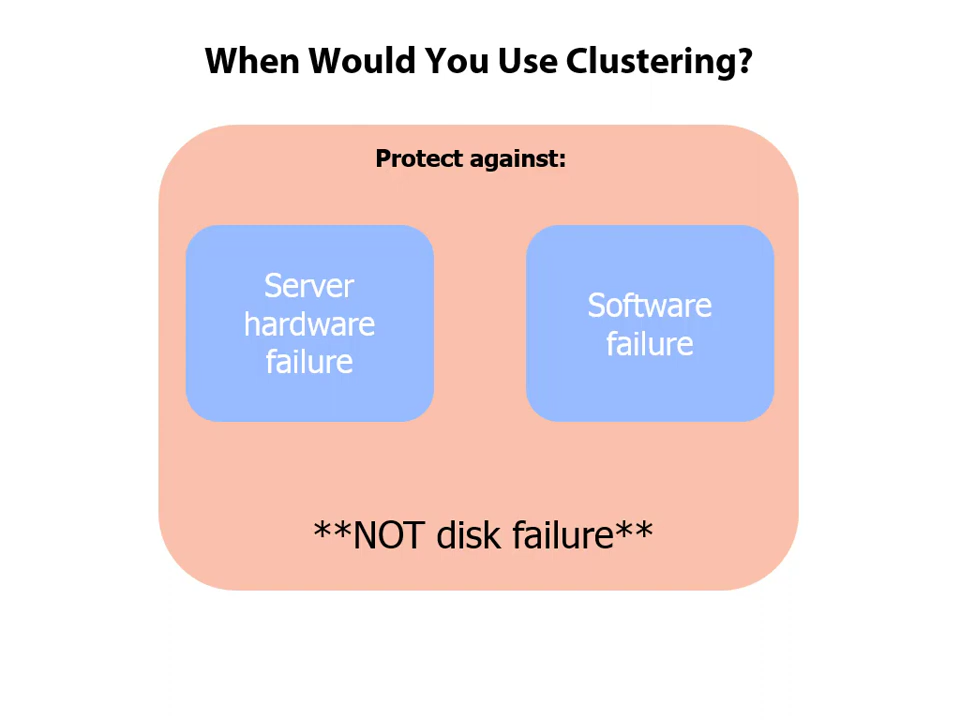 When Would You Use Clustering?
Protect against:
Server
hardware
failure
Software
failure
**NOT disk failure**